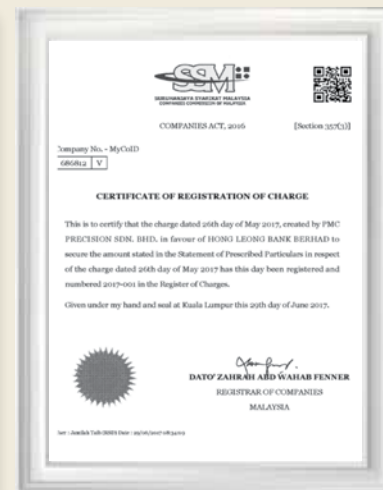 SSM
SURUHANJAYA SYARIKAT MALAYSIA
COMPANIES COMMISSION OF MALAYSIA
COMPANIES ACT, 2016 [Section 357(3)]
Company No. - MyCoID
686812 V
CERTIFICATE OF REGISTRATION OF CHARGE
This is to certify that the charge dated 26th day of May 2017, created by PMC
PRECISION SDN. BHD. in favour of HONG LEONG BANK BERHAD to
secure the amount stated in the Statement of Prescribed Particulars in respect
of the charge dated 26th day of May 2017 has this day been registered and
numbered 2017-001 in the Register of Charges.
Given under my hand and seal at Kuala Lumpur this 29th day of June 2017.
DATO' ZAHRAH ABD WAHAB FENNER
REGISTRAR OF COMPANIES
MALAYSIA